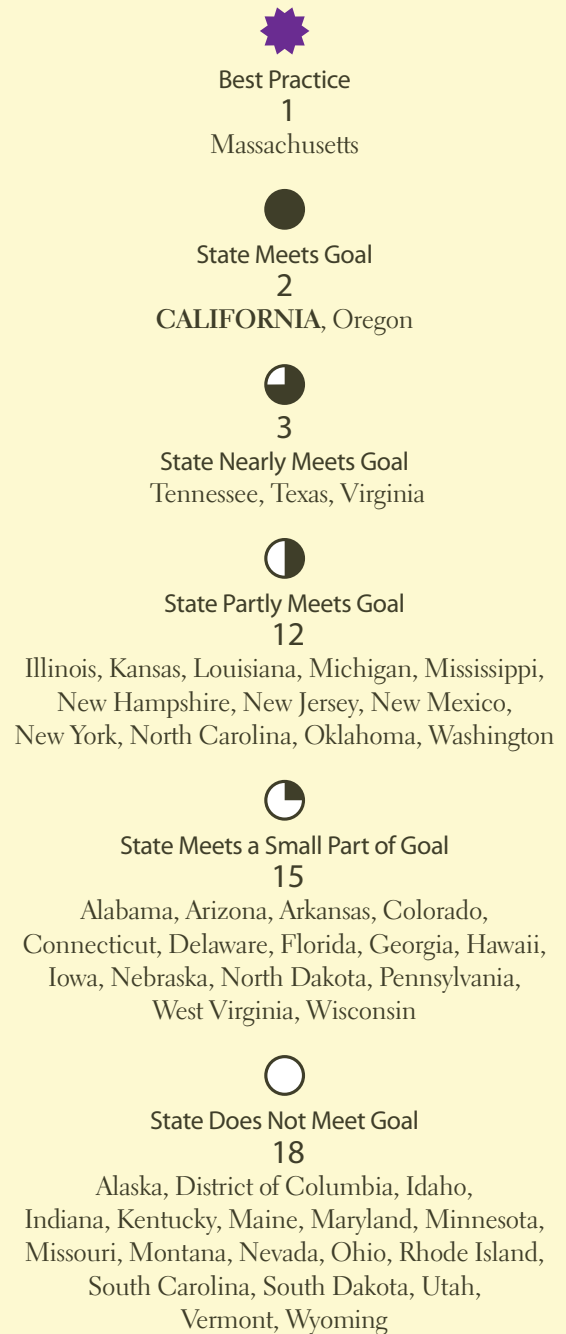 Best Practice
1
Massachusetts
State Meets Goal
2
CALIFORNIA, Oregon
3
State Nearly Meets Goal
Tennessee, Texas, Virginia
State Partly Meets Goal
12
Illinois, Kansas, Louisiana, Michigan, Mississippi,
New Hampshire, New Jersey, New Mexico,
New York, North Carolina, Oklahoma, Washington
State Meets a Small Part of Goal
15
Alabama, Arizona, Arkansas, Colorado,
Connecticut, Delaware, Florida, Georgia, Hawaii,
Iowa, Nebraska, North Dakota, Pennsylvania,
West Virginia, Wisconsin
State Does Not Meet Goal
18
Alaska, District of Columbia, Idaho,
Indiana, Kentucky, Maine, Maryland, Minnesota,
Missouri, Montana, Nevada, Ohio, Rhode Island,
South Carolina, South Dakota, Utah,
Vermont, Wyoming